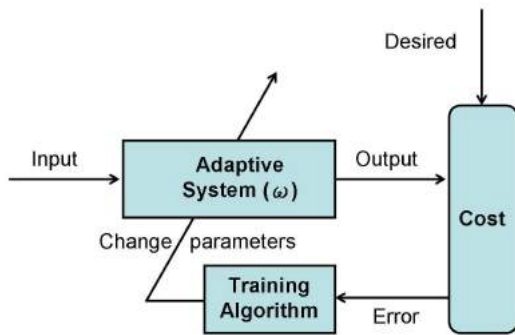 Desired
Input
Adaptive
System (ω)
Output
Cost
Change parameters
Training
Algorithm
Error